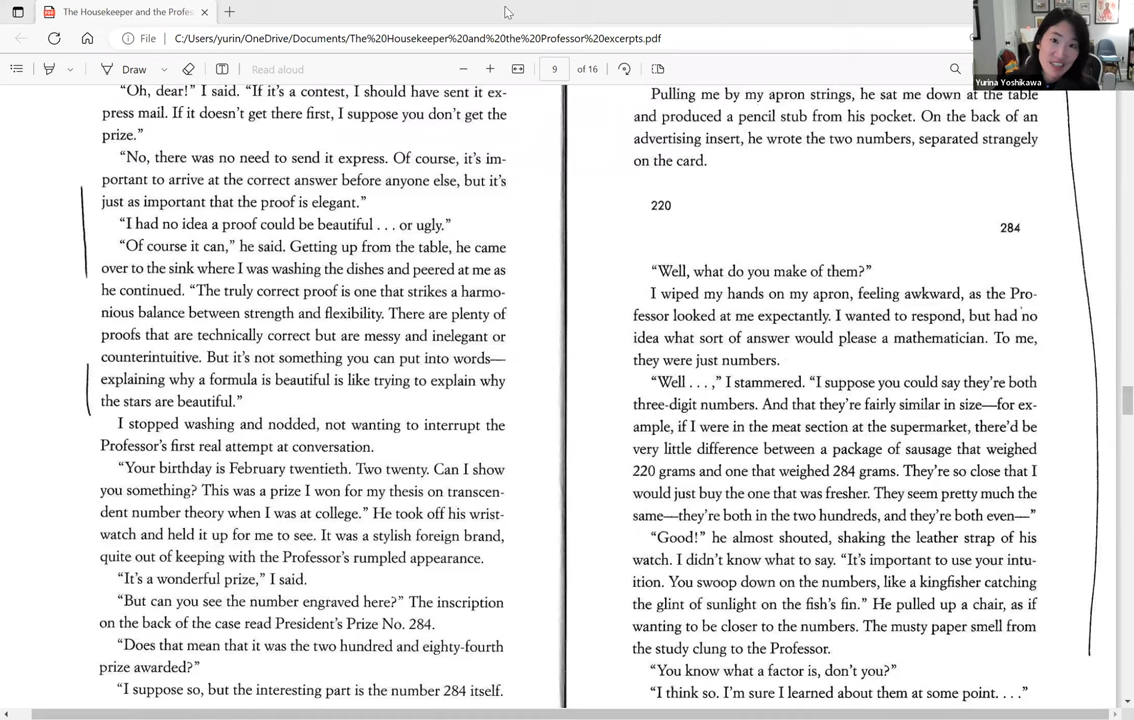 The Housekeeper and the Profes
File
C:/Users/yurin/OneDrive/Documents/The%20Housekeeper%20and%20the%20Professor%20excerpts.pdf
Draw
Read aloud
9
of 16
Yurina Yoshikawa
“Oh, dear!” I said. “If it’s a contest, I should have sent it ex-
press mail. If it doesn’t get there first, I suppose you don’t get the
prize.”
“No, there was no need to send it express. Of course, it’s im-
portant to arrive at the correct answer before anyone else, but it’s
just as important that the proof is elegant.”
“I had no idea a proof could be beautiful . . . or ugly.”
“Of course it can,” he said. Getting up from the table, he came
over to the sink where I was washing the dishes and peered at me as
he continued. “The truly correct proof is one that strikes a harmo-
nious balance between strength and flexibility. There are plenty of
proofs that are technically correct but are messy and inelegant or
counterintuitive. But it’s not something you can put into words—
explaining why a formula is beautiful is like trying to explain why
the stars are beautiful.”
I stopped washing and nodded, not wanting to interrupt the
Professor’s first real attempt at conversation.
“Your birthday is February twentieth. Two twenty. Can I show
you something? This was a prize I won for my thesis on transcen-
dent number theory when I was at college.” He took off his wrist-
watch and held it up for me to see. It was a stylish foreign brand,
quite out of keeping with the Professor’s rumpled appearance.
“It’s a wonderful prize,” I said.
“But can you see the number engraved here?” The inscription
on the back of the case read President’s Prize No. 284.
“Does that mean that it was the two hundred and eighty-fourth
prize awarded?”
“I suppose so, but the interesting part is the number 284 itself.
Pulling me by my apron strings, he sat me down at the table
and produced a pencil stub from his pocket. On the back of an
advertising insert, he wrote the two numbers, separated strangely
on the card.
220
284
“Well, what do you make of them?”
I wiped my hands on my apron, feeling awkward, as the Pro-
fessor looked at me expectantly. I wanted to respond, but had no
idea what sort of answer would please a mathematician. To me,
they were just numbers.
“Well . . . ,” I stammered. “I suppose you could say they’re both
three-digit numbers. And that they’re fairly similar in size—for ex-
ample, if I were in the meat section at the supermarket, there’d be
very little difference between a package of sausage that weighed
220 grams and one that weighed 284 grams. They’re so close that I
would just buy the one that was fresher. They seem pretty much the
same—they’re both in the two hundreds, and they’re both even—”
“Good!” he almost shouted, shaking the leather strap of his
watch. I didn’t know what to say. “It’s important to use your intu-
ition. You swoop down on the numbers, like a kingfisher catching
the glint of sunlight on the fish’s fin.” He pulled up a chair, as if
wanting to be closer to the numbers. The musty paper smell from
the study clung to the Professor.
“You know what a factor is, don’t you?”
“I think so. I’m sure I learned about them at some point. . . .”